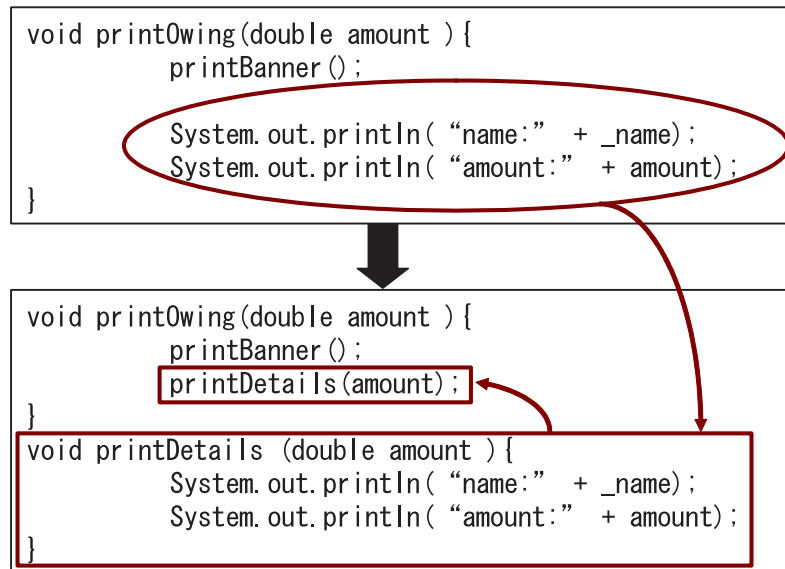 void printOwing(double amount ){
printBanner();
System.out.println( “name:” + _name);
System.out.println( “amount:” + amount);
}
void printOwing(double amount ){
printBanner();
printDetails(amount);
}
void printDetails (double amount ){
System.out.println( “name:” + _name);
System.out.println( “amount:” + amount);
}